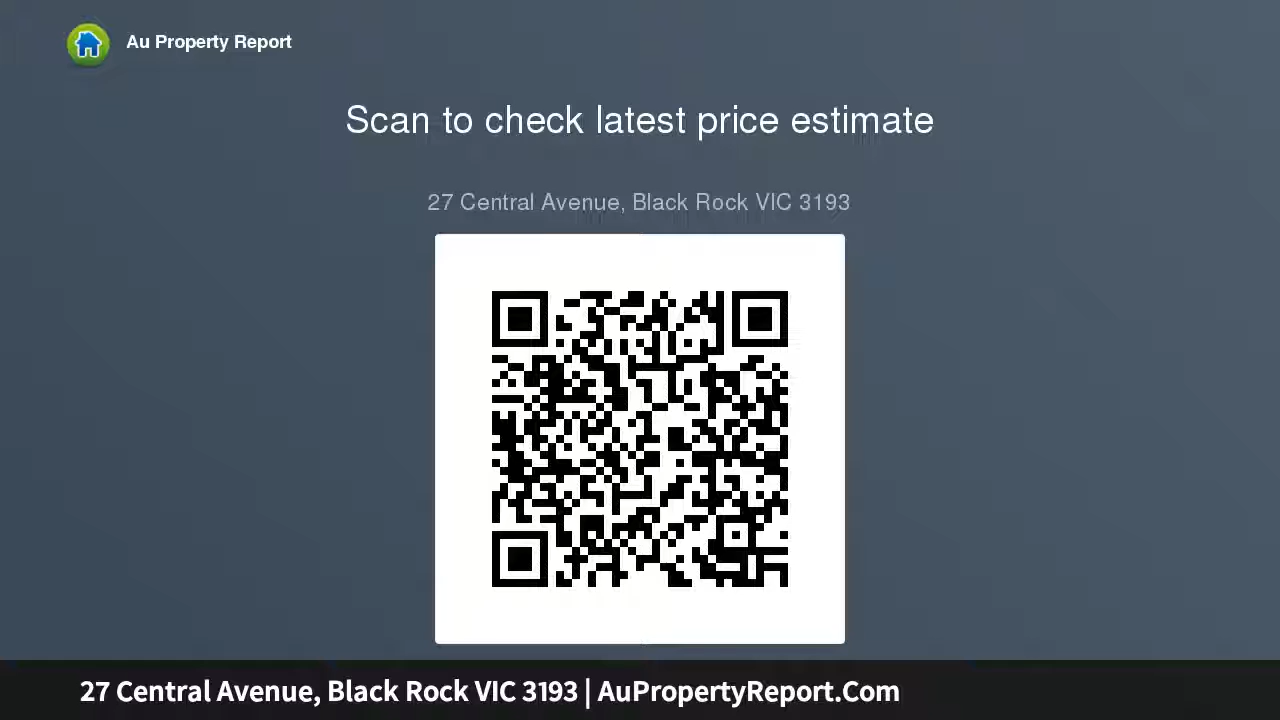 Au Property Report
Scan to check latest price estimate
27 Central Avenue, Black Rock VIC 3193
27 Central Avenue, Black Rock VIC 3193 | AuPropertyReport.Com